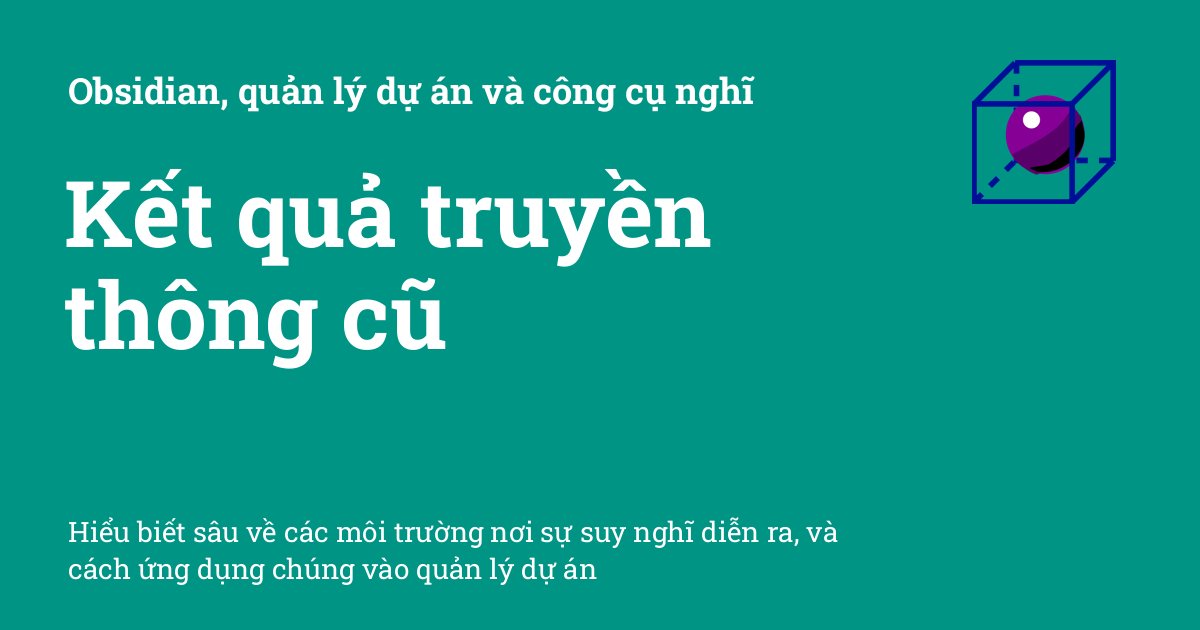 Obsidian, quản lý dự án và công cụ nghĩ
Kết quả truyền
thông cũ
Hiểu biết sâu về các môi trường nơi sự suy nghĩ diễn ra, và
cách ứng dụng chúng vào quản lý dự án